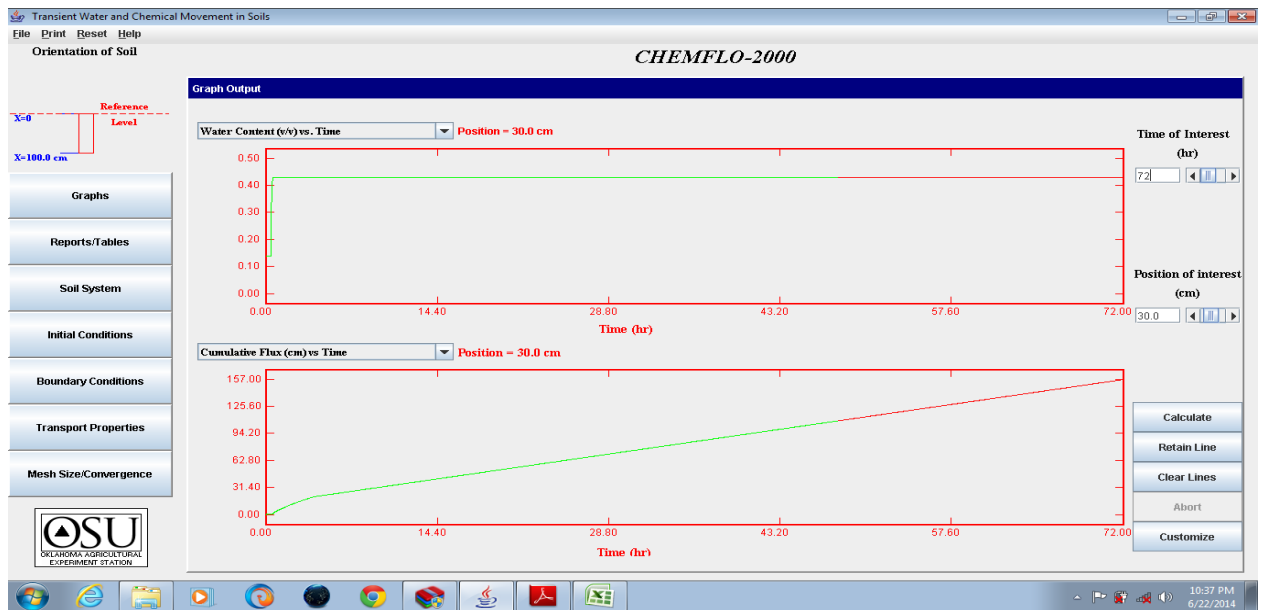 Transient Water and Chemical Movement in Soils
File Print Reset Help
Orientation of Soil
CHEMFLO-2000
Reference
X=0
Level
X=100.0 cm
Graphs
Reports/Tables
Soil System
Initial Conditions
Boundary Conditions
Transport Properties
Mesh Size/Convergence
OSU
OKLAHOMA AGRICULTURAL
EXPERIMENT STATION
Graph Output
Water Content (v/v) vs. Time
Position = 30.0 cm
0.50
0.40
0.30
0.20
0.10
0.00
0.00 14.40 28.80 43.20 57.60 72.00
Time (hr)
Cumulative Flux (cm) vs Time
Position = 30.0 cm
157.00
125.60
94.20
62.80
31.40
0.00
0.00 14.40 28.80 43.20 57.60 72.00
Time (hr)
Time of Interest
(hr)
72
Position of interest
(cm)
30.0
Calculate
Retain Line
Clear Lines
Abort
Customize
10:37 PM
6/22/2014